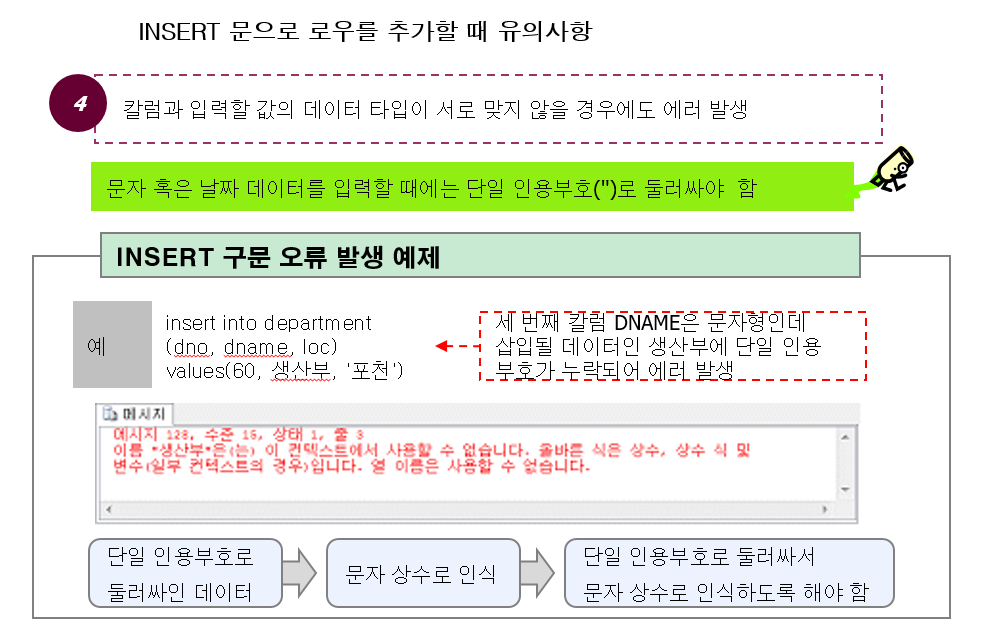 INSERT 문으로 로우를 추가할 때 유의사항
4
칼럼과 입력할 값의 데이터 타입이 서로 맞지 않을 경우에도 에러 발생
문자 혹은 날짜 데이터를 입력할 때에는 단일 인용부호('')로 둘러싸야 함
INSERT 구문 오류 발생 예제
예
insert into department
(dno, dname, loc)
values(60, 생산부, '포천')
세 번째 칼럼 DNAME은 문자형인데
삽입될 데이터인 생산부에 단일 인용
부호가 누락되어 에러 발생
메시지
메시지 128, 수준 15, 상태 1, 줄 3
이름 "생산부"은(는) 이 컨텍스트에서 사용할 수 없습니다. 올바른 식은 상수, 상수 식 및
변수(일부 컨텍스트의 경우)입니다. 열 이름은 사용할 수 없습니다.
단일 인용부호로
둘러싸인 데이터
문자 상수로 인식
단일 인용부호로 둘러싸서
문자 상수로 인식하도록 해야 함